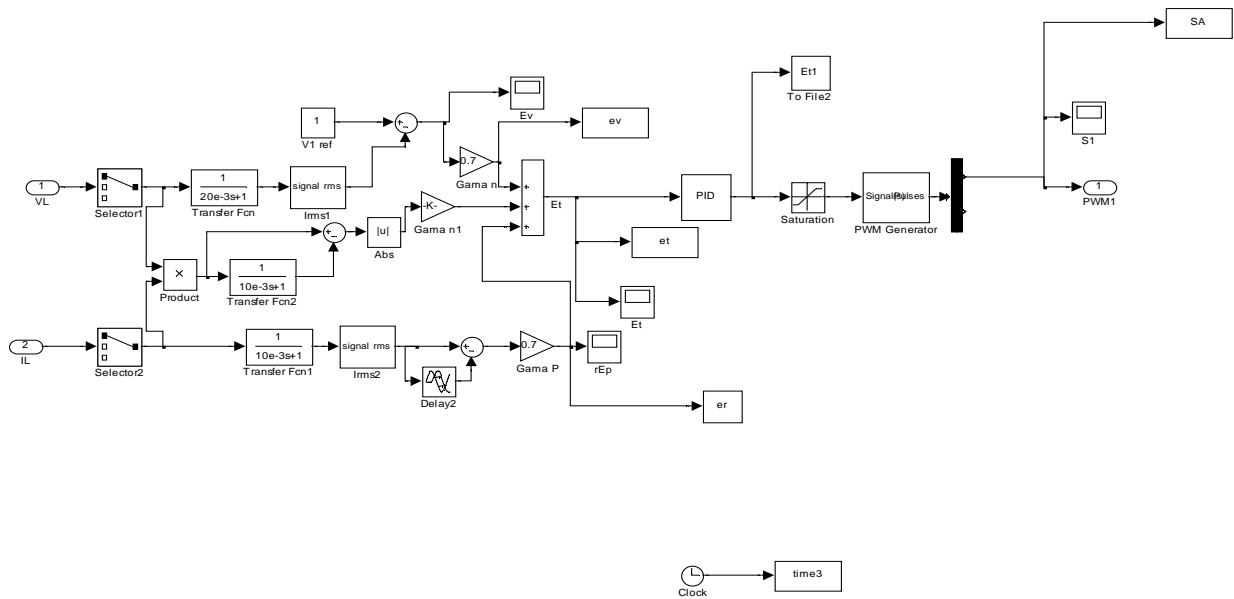 SA
Et1
To File2
Ev
1
V1 ref
+
-
ev
S1
0.7
Gama n
1
VL
Selector1
1
20e-3s+1
Transfer Fcn
signal rms
Irms1
-K-
Gama n1
+
+
+
Et
PID
Saturation
Signal(s)Pulses
PWM Generator
1
PWM1
+
-
|u|
Abs
et
×
Product
1
10e-3s+1
Transfer Fcn2
Et
2
IL
Selector2
1
10e-3s+1
Transfer Fcn1
signal rms
Irms2
+
-
0.7
Gama P
rEp
Delay2
er
Clock
time3